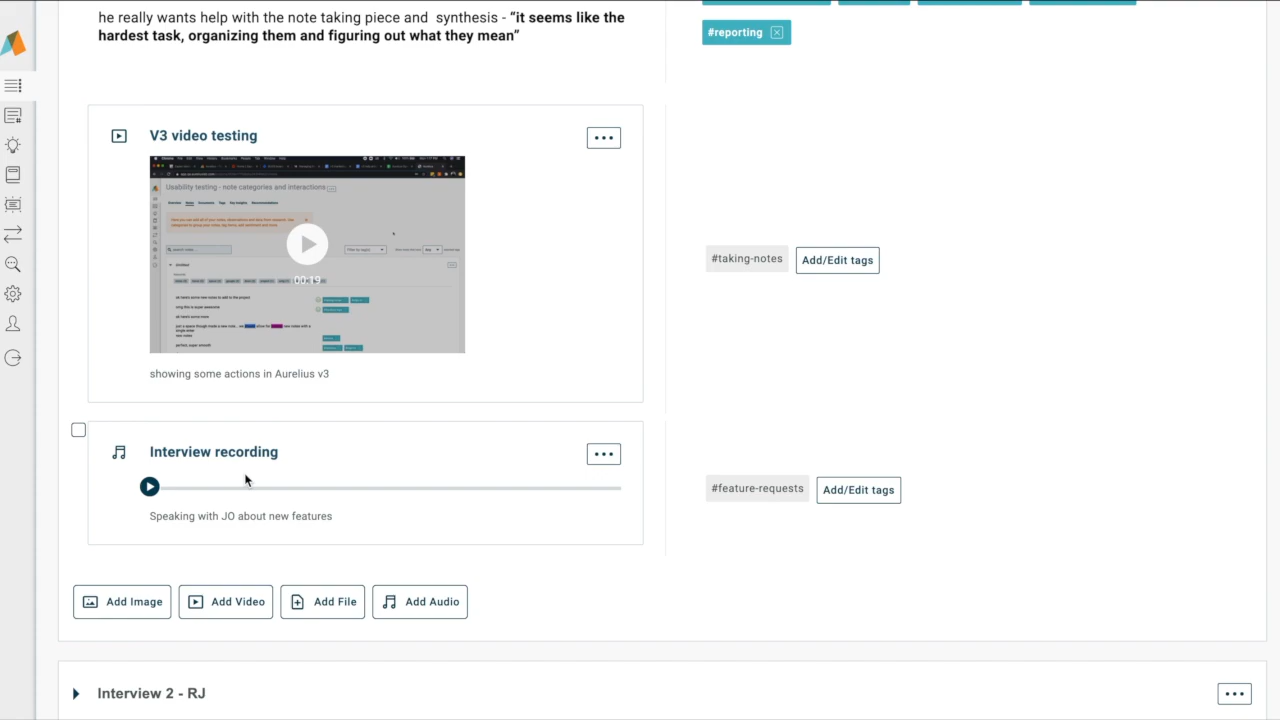 he really wants help with the note taking piece and  synthesis - “it seems like the
hardest task, organizing them and figuring out what they mean”
#reporting
V3 video testing
Usability testing - note categories and interactions
00:19
showing some actions in Aurelius v3
#taking-notes
Add/Edit tags
Interview recording
Speaking with JO about new features
#feature-requests
Add/Edit tags
Add Image
Add Video
Add File
Add Audio
Interview 2 - RJ